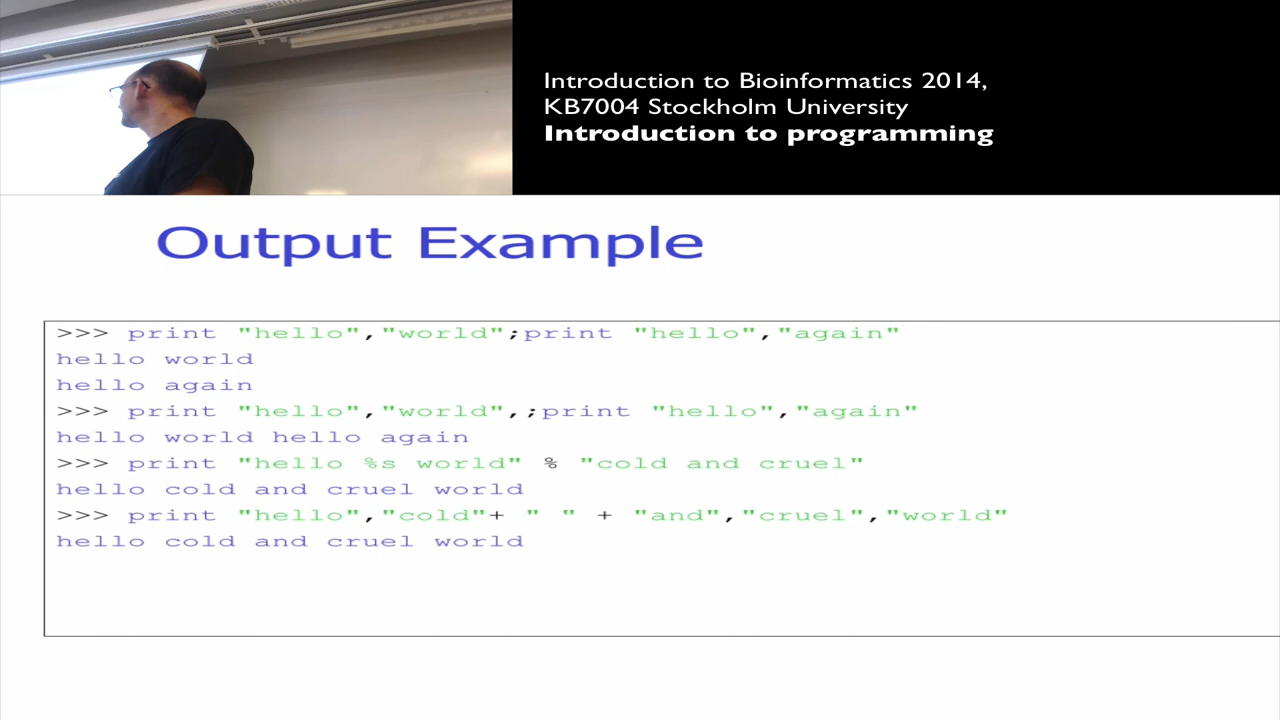 Introduction to Bioinformatics 2014,
KB7004 Stockholm University
Introduction to programming
Output Example
>>> print "hello","world";print "hello","again"
hello world
hello again
>>> print "hello","world",;print "hello","again"
hello world hello again
>>> print "hello %s world" % "cold and cruel"
hello cold and cruel world
>>> print "hello","cold"+ " " + "and","cruel","world"
hello cold and cruel world